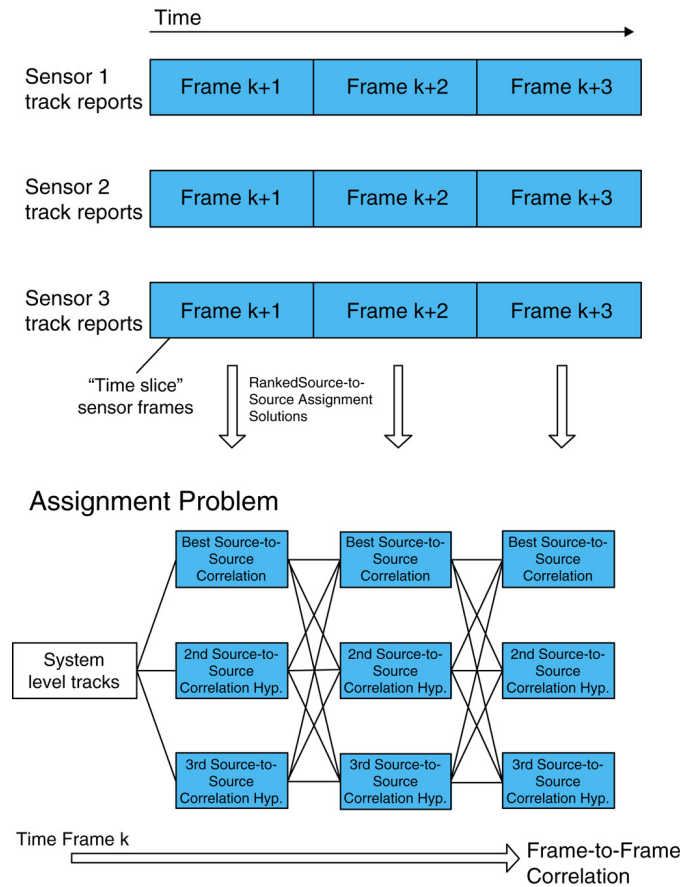 Time
Sensor 1
track reports
Frame k+1
Frame k+2
Frame k+3
Sensor 2
track reports
Frame k+1
Frame k+2
Frame k+3
Sensor 3
track reports
Frame k+1
Frame k+2
Frame k+3
“Time slice”
sensor frames
RankedSource-to-
Source Assignment
Solutions
Assignment Problem
Best Source-to-
Source
Correlation
Best Source-to-
Source
Correlation
Best Source-to-
Source
Correlation
System
level tracks
2nd Source-to-
Source
Correlation Hyp.
2nd Source-to-
Source
Correlation Hyp.
2nd Source-to-
Source
Correlation Hyp.
3rd Source-to-
Source
Correlation Hyp.
3rd Source-to-
Source
Correlation Hyp.
3rd Source-to-
Source
Correlation Hyp.
Time Frame k
Frame-to-Frame
Correlation